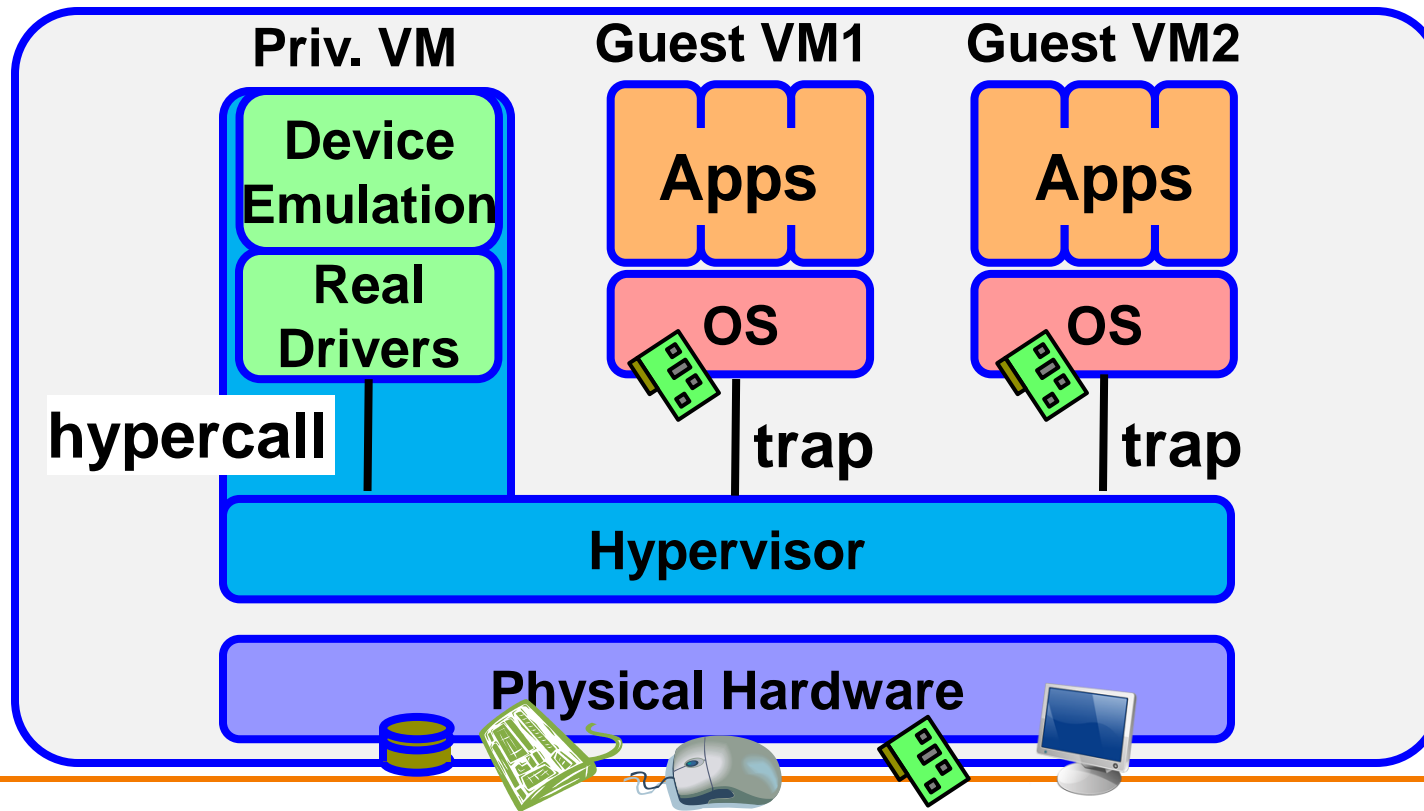 Priv. VM
Guest VM1
Guest VM2
Device
Emulation
Apps
Apps
Real
Drivers
OS
OS
hypercall
trap
trap
Hypervisor
Physical Hardware